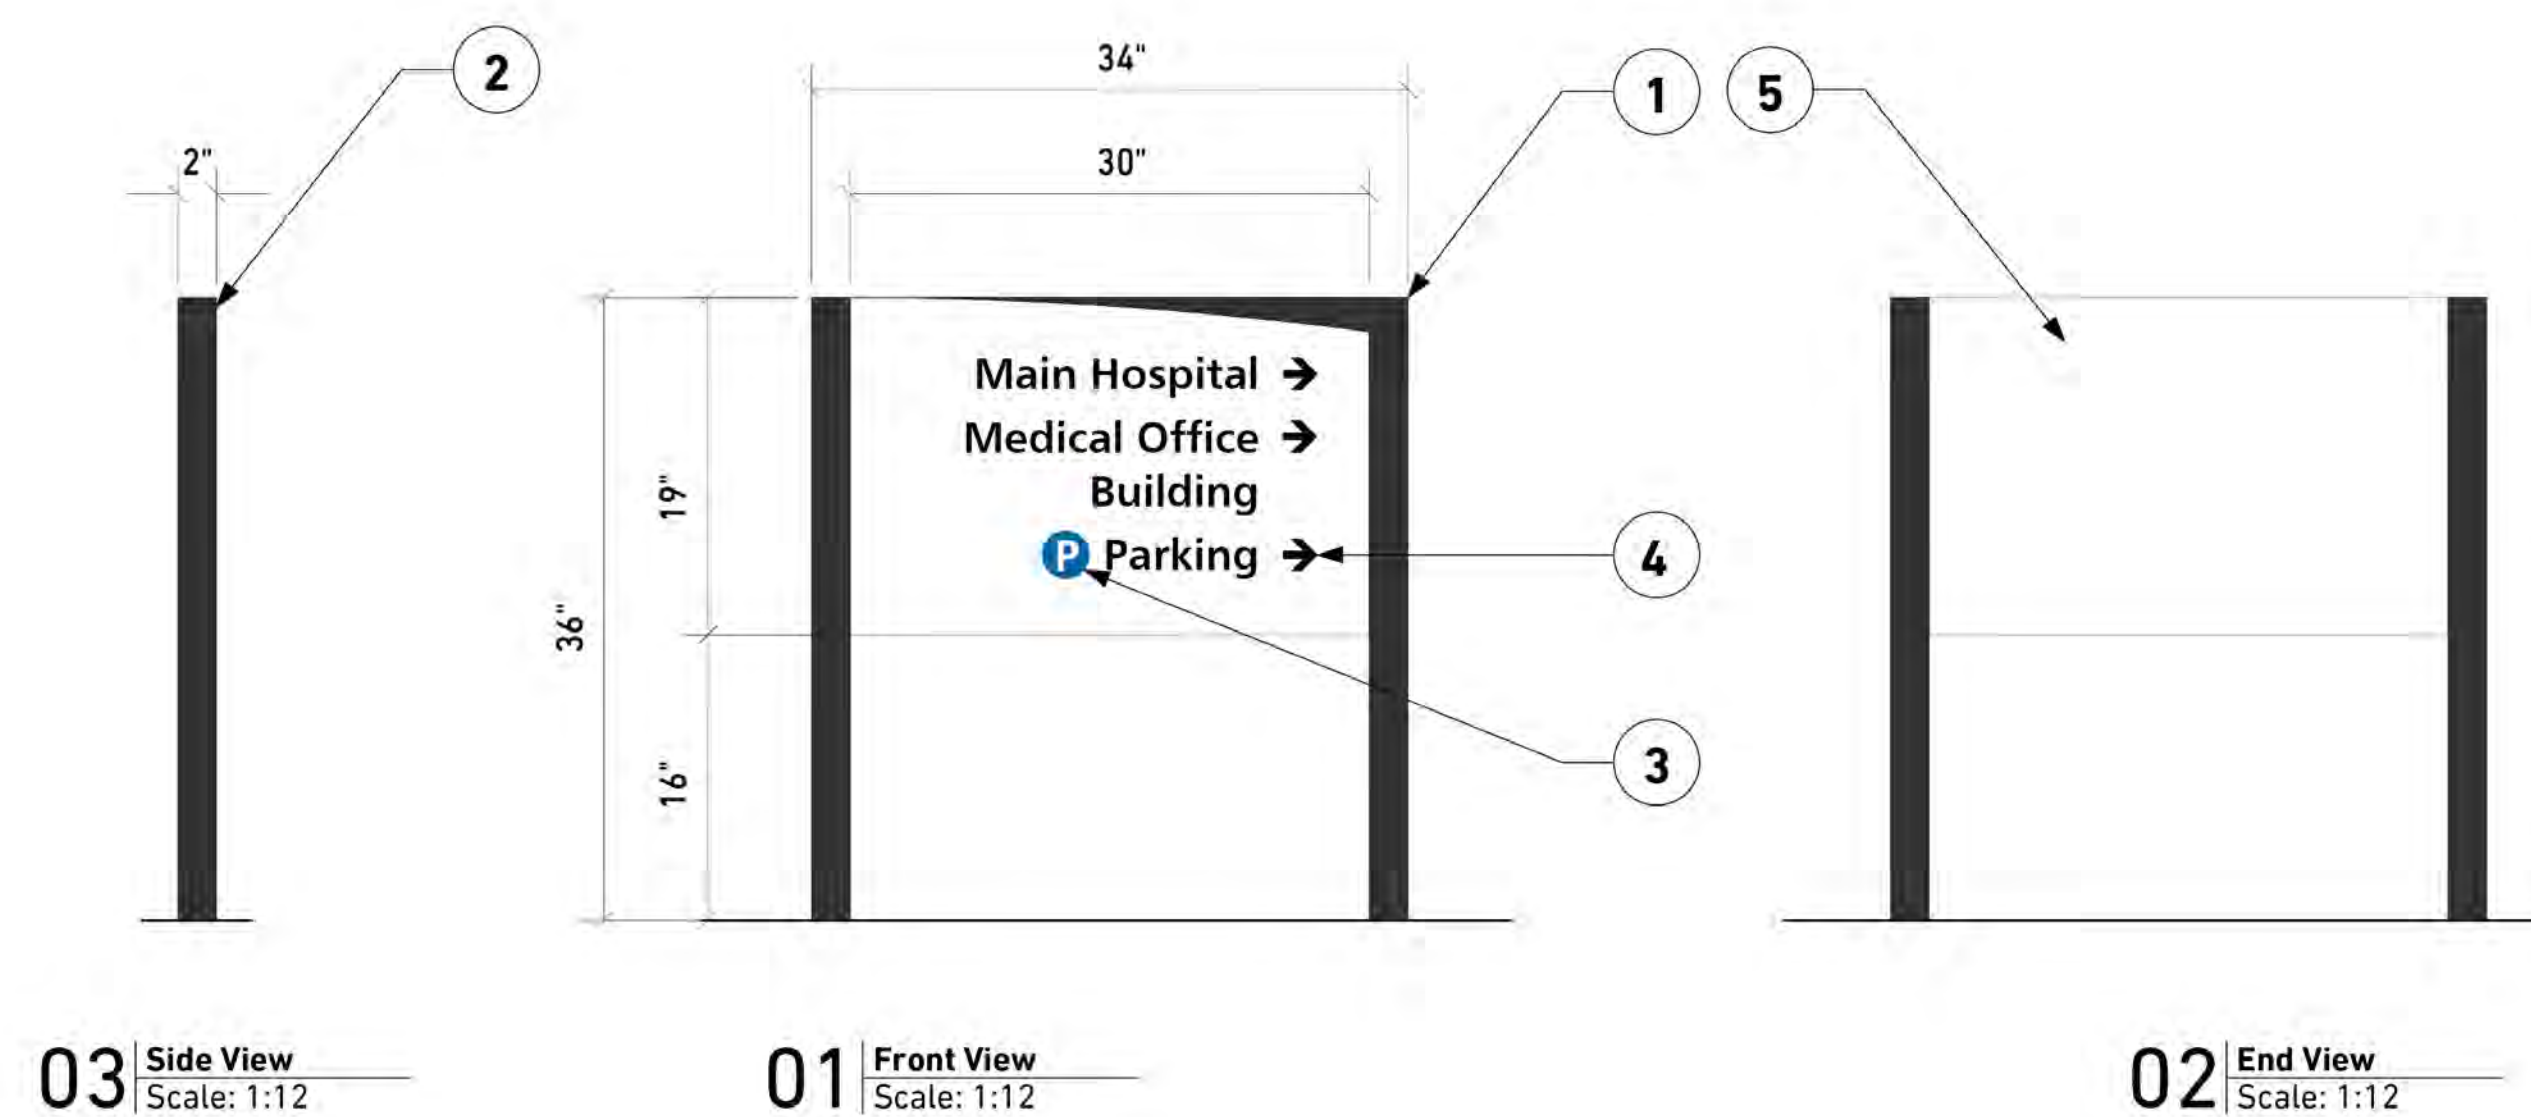 2
34"
1
5
2"
30"
Main Hospital →
Medical Office →
Building
P Parking →
19"
36"
4
16"
3
03 Side View
Scale: 1:12
01 Front View
Scale: 1:12
02 End View
Scale: 1:12